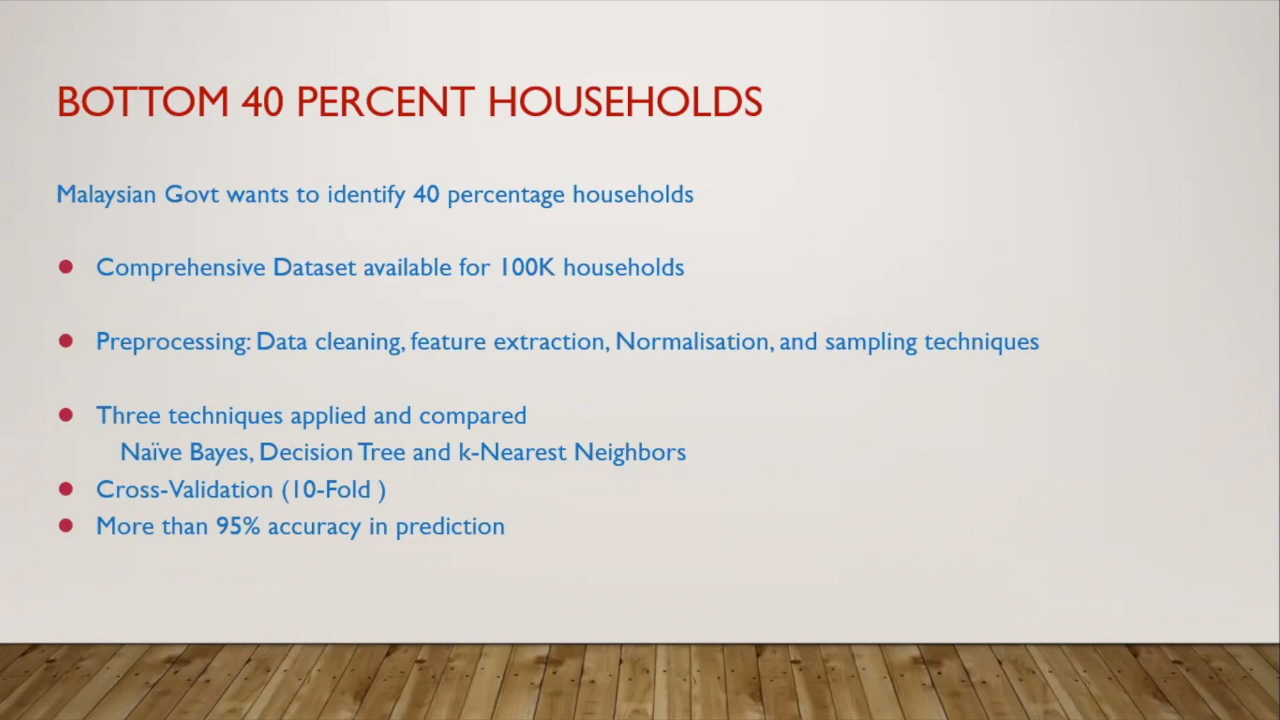 BOTTOM 40 PERCENT HOUSEHOLDS
Malaysian Govt wants to identify 40 percentage households
● Comprehensive Dataset available for 100K households
● Preprocessing: Data cleaning, feature extraction, Normalisation, and sampling techniques
● Three techniques applied and compared
Naïve Bayes, Decision Tree and k-Nearest Neighbors
● Cross-Validation (10-Fold )
● More than 95% accuracy in prediction